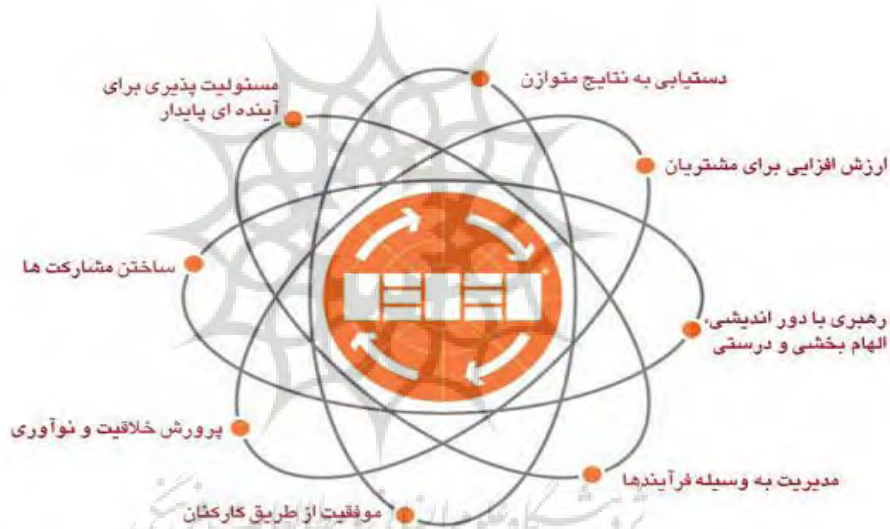 دستیابی به نتایج متوازن
مسئولیت پذیری برای
آینده ای پایدار
ارزش افزایی برای مشتریان
ساختن مشارکت ها
رهبری با دور اندیشی،
الهام بخشی و درستی
پرورش خلاقیت و نوآوری
مدیریت به وسیله فرآیندها
موفقیت از طریق کارکنان